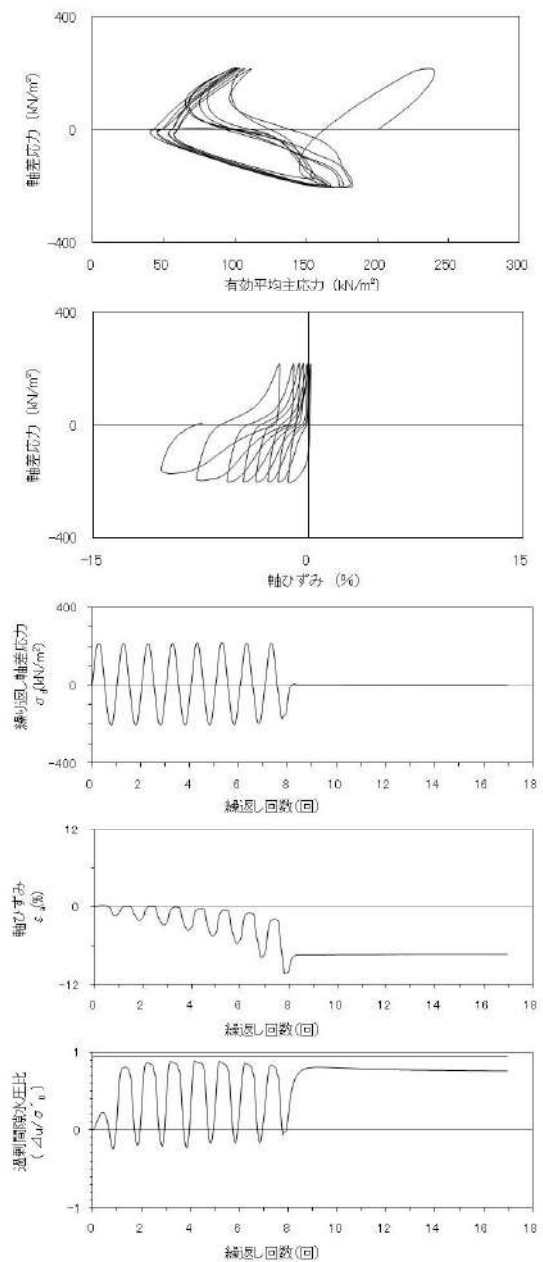 400
0
-400
軸差応力 (kN/m²)
0 50 100 150 200 250 300
有効平均主応力 (kN/m²)
400
0
-400
軸差応力 (kN/m²)
-15 0 15
軸ひずみ (%)
400
0
-400
繰り返し軸差応力
σd(kN/m²)
0 2 4 6 8 10 12 14 16 18
繰返し回数(回)
12
0
-12
軸ひずみ
εa(%)
0 2 4 6 8 10 12 14 16 18
繰返し回数(回)
1
0
-1
過剰間隙水圧比
(Δu/σ'0)
0 2 4 6 8 10 12 14 16 18
繰返し回数(回)